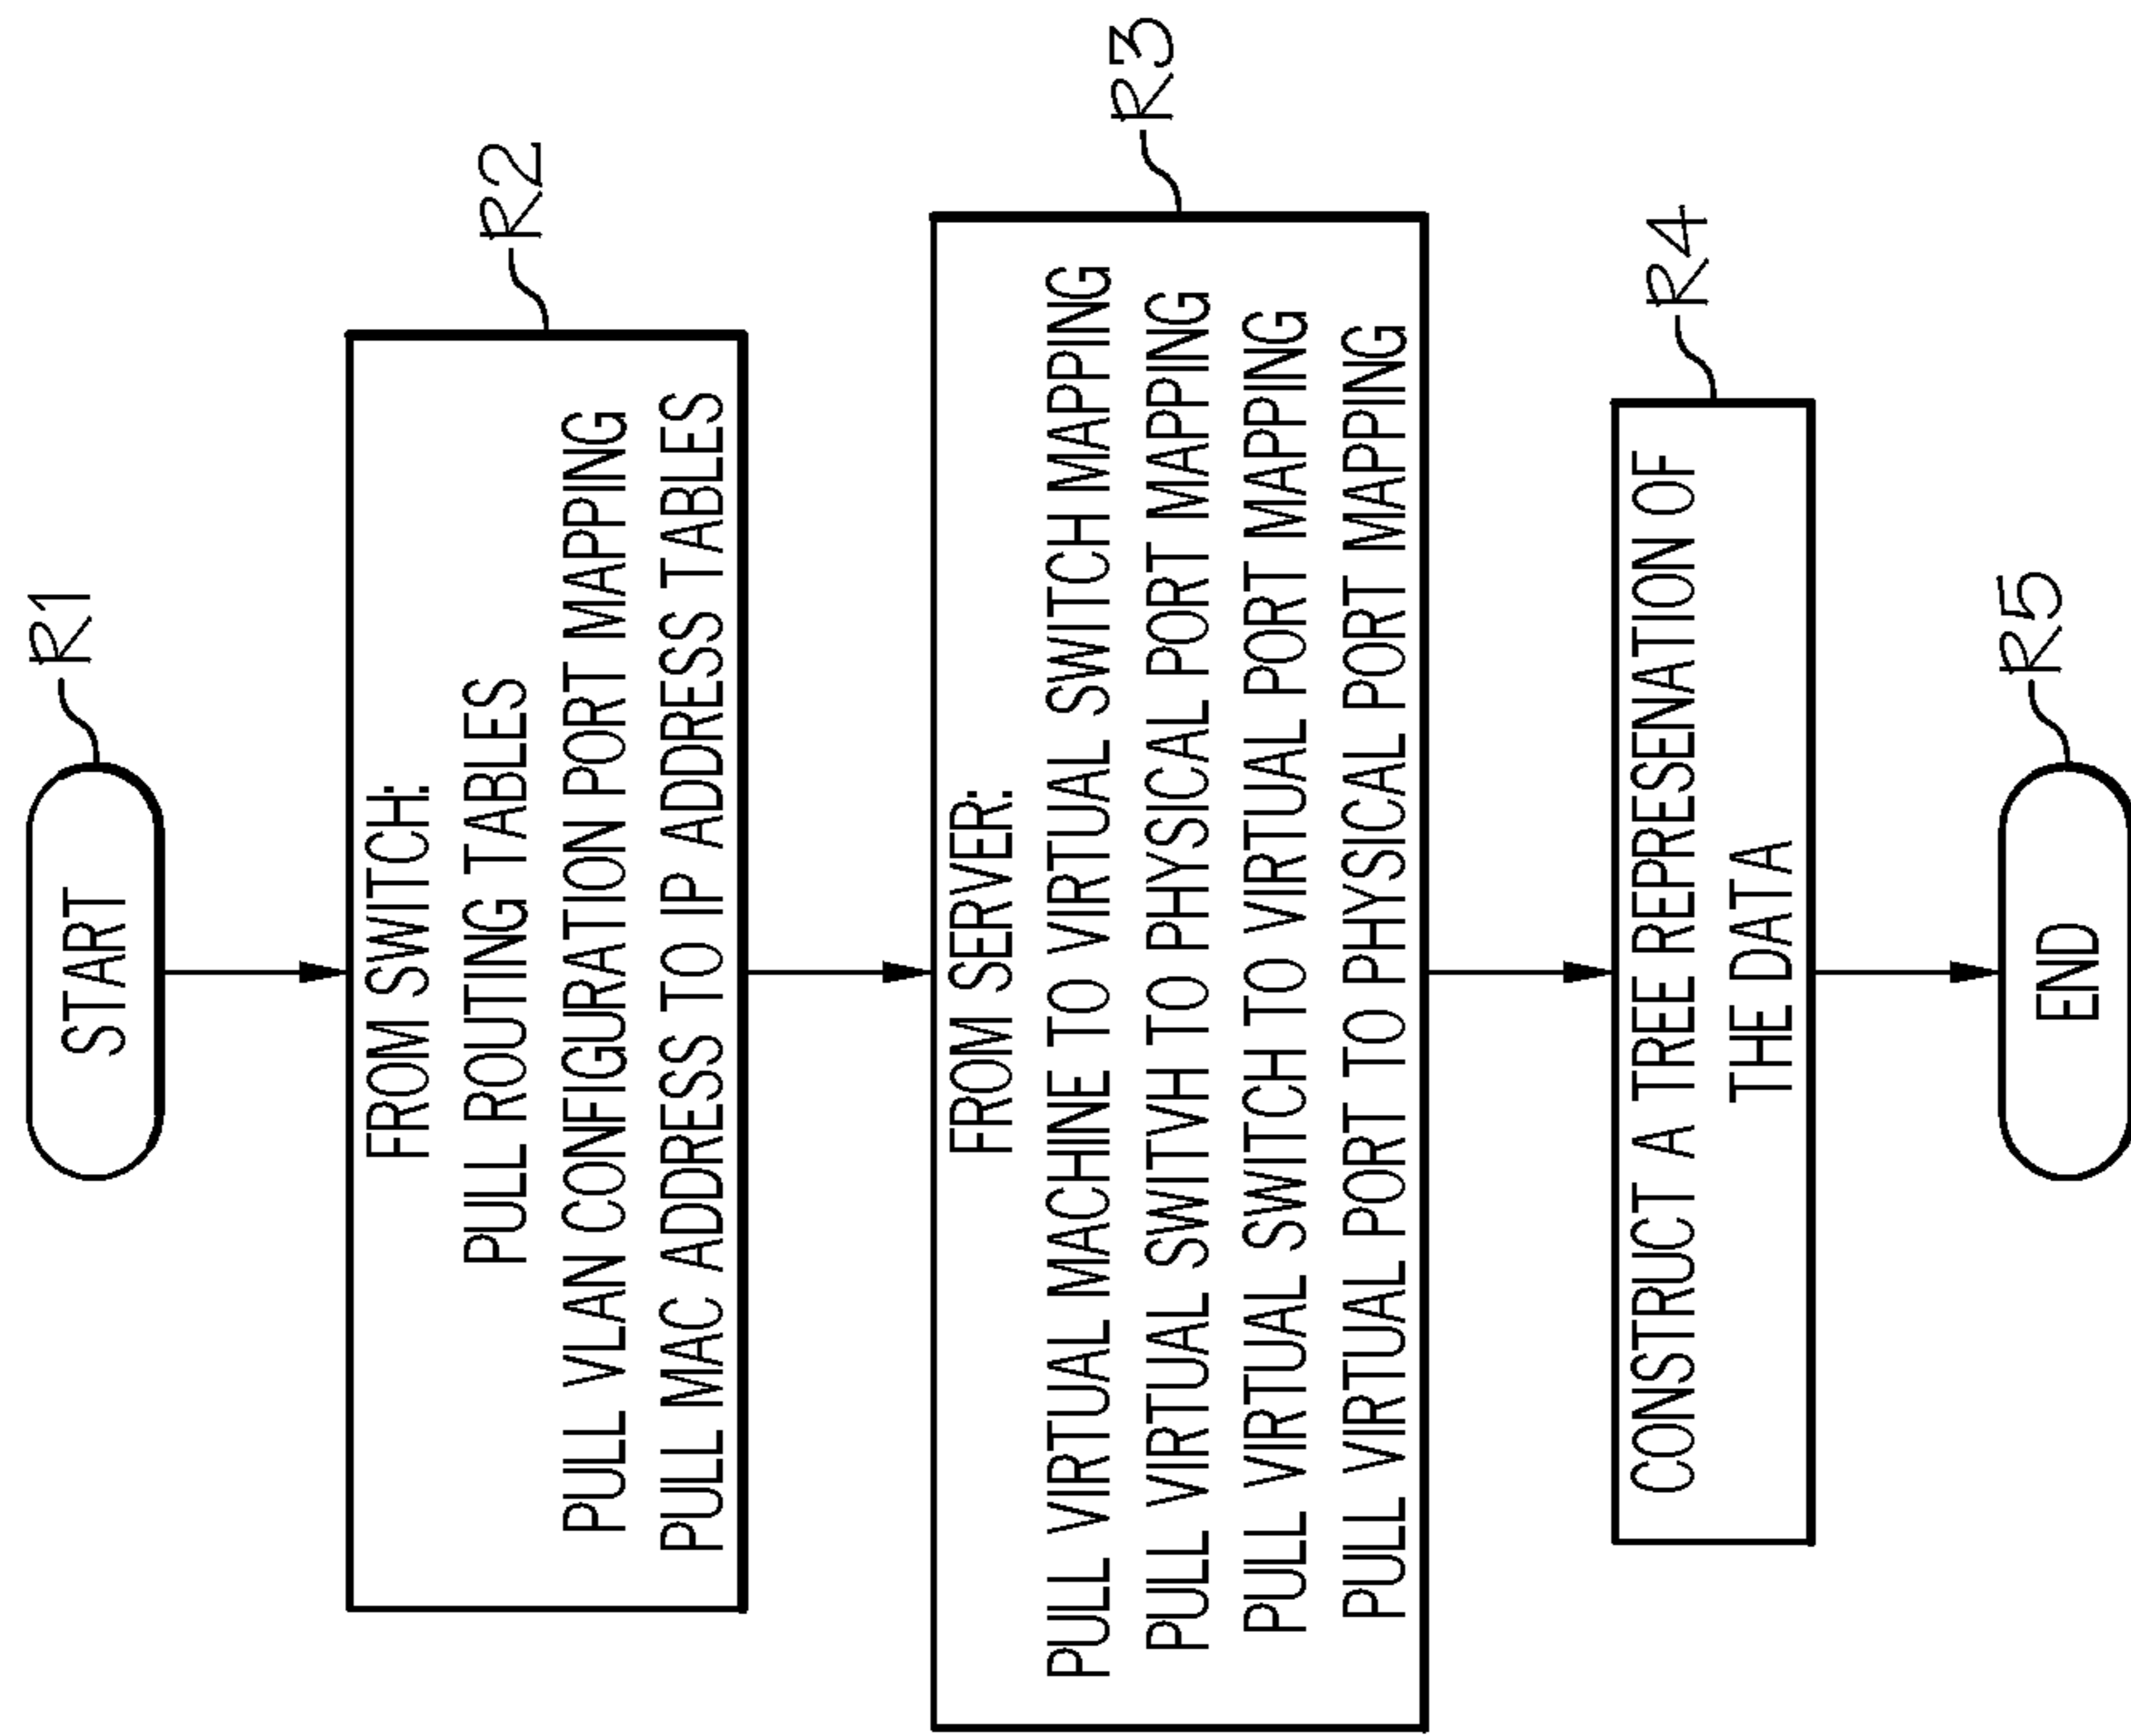 R1
START
R2
FROM SWITCH:
PULL ROUTING TABLES
PULL VLAN CONFIGURATION PORT MAPPING
PULL MAC ADDRESS TO IP ADDRESS TABLES
R3
FROM SERVER:
PULL VIRTUAL MACHINE TO VIRTUAL SWITCH MAPPING
PULL VIRTUAL SWITVH TO PHYSICAL PORT MAPPING
PULL VIRTUAL SWITCH TO VIRTUAL PORT MAPPING
PULL VIRTUAL PORT TO PHYSICAL PORT MAPPING
R4
CONSTRUCT A TREE REPRESENATION OF
THE DATA
R5
END